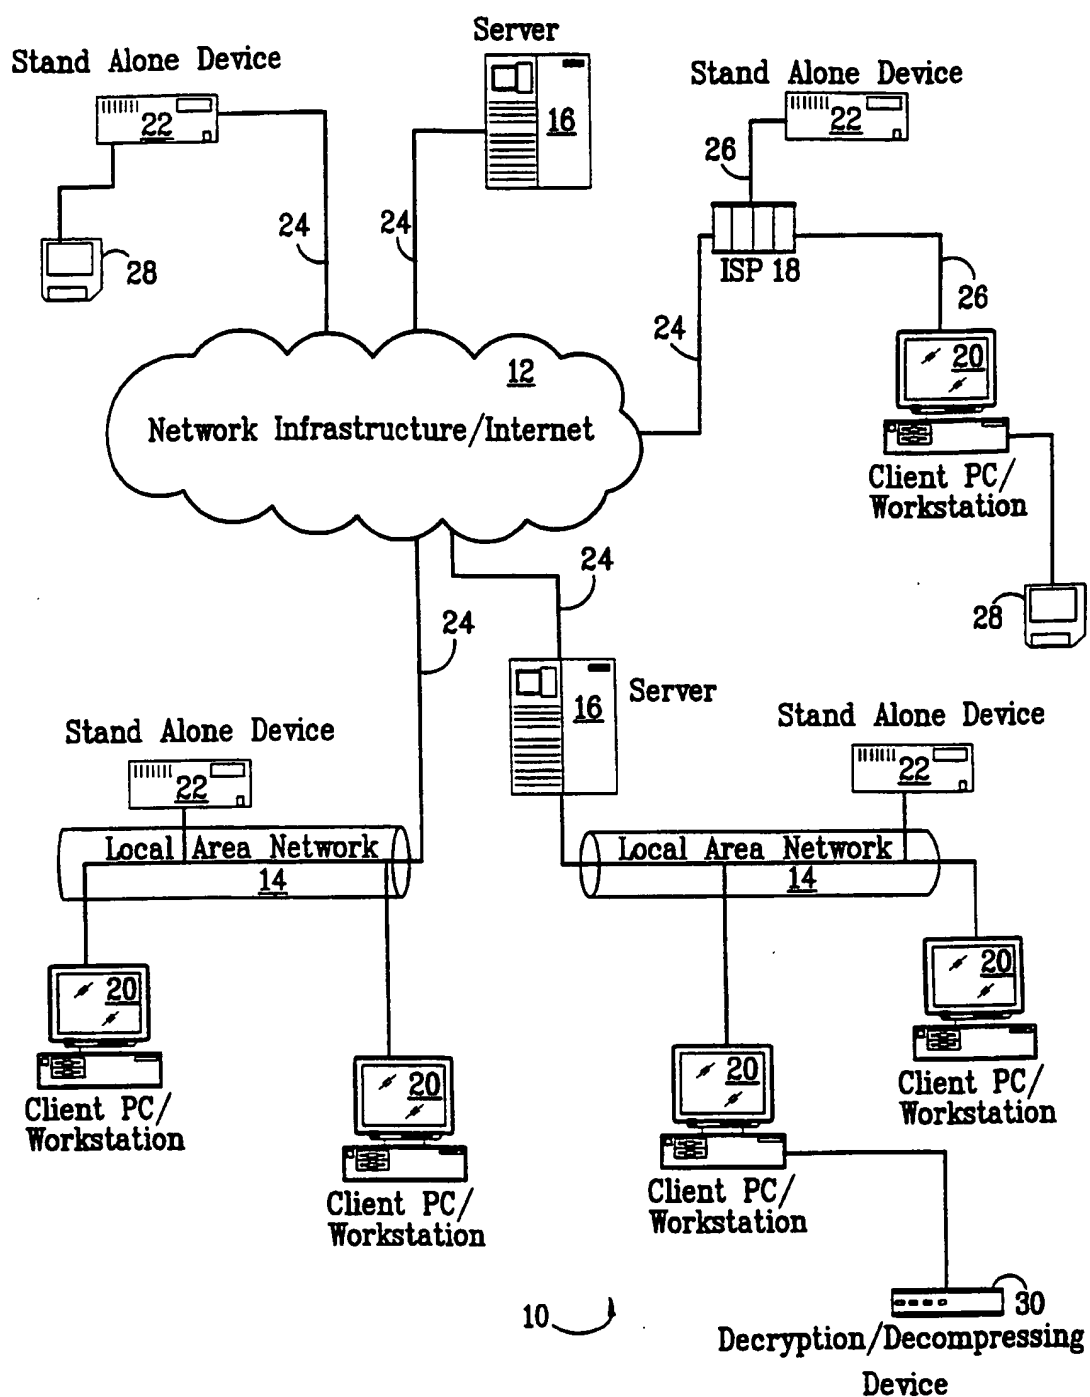 Server
Stand Alone Device
16
Stand Alone Device
22
22
26
24
24
28
ISP 18
26
24
12
20
Network Infrastructure/Internet
Client PC/
Workstation
24
28
24
16
Server
Stand Alone Device
Stand Alone Device
22
22
Local Area Network
14
Local Area Network
14
20
Client PC/
Workstation
20
Client PC/
Workstation
20
Client PC/
Workstation
20
Client PC/
Workstation
10
30
Decryption/Decompressing
Device